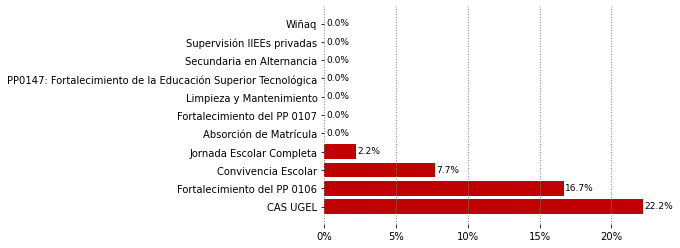 Wiñaq 0.0%
Supervisión IIEEs privadas 0.0%
Secundaria en Alternancia 0.0%
PP0147: Fortalecimiento de la Educación Superior Tecnológica 0.0%
Limpieza y Mantenimiento 0.0%
Fortalecimiento del PP 0107 0.0%
Absorción de Matrícula 0.0%
Jornada Escolar Completa 2.2%
Convivencia Escolar 7.7%
Fortalecimiento del PP 0106 16.7%
CAS UGEL 22.2%
0% 5% 10% 15% 20%